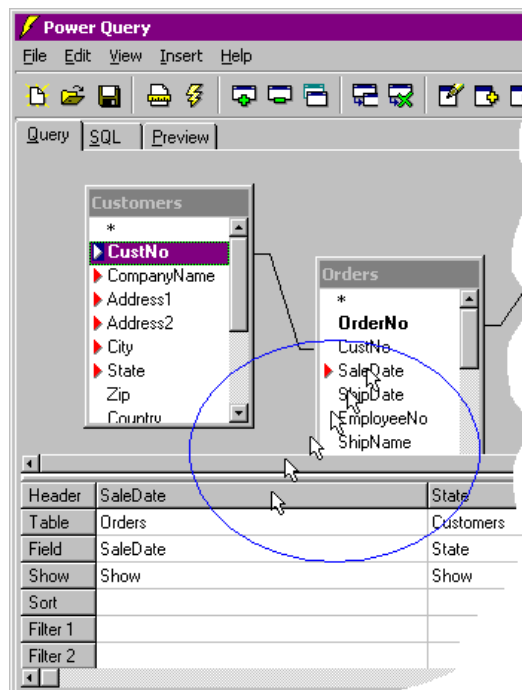 Power Query
File Edit View Insert Help
Query SQL Preview
Customers
*
CustNo
CompanyName
Address1
Address2
City
State
Zip
Country
Orders
*
OrderNo
CustNo
SaleDate
ShipDate
EmployeeNo
ShipName
Header SaleDate State
Table Orders Customers
Field SaleDate State
Show Show Show
Sort
Filter 1
Filter 2